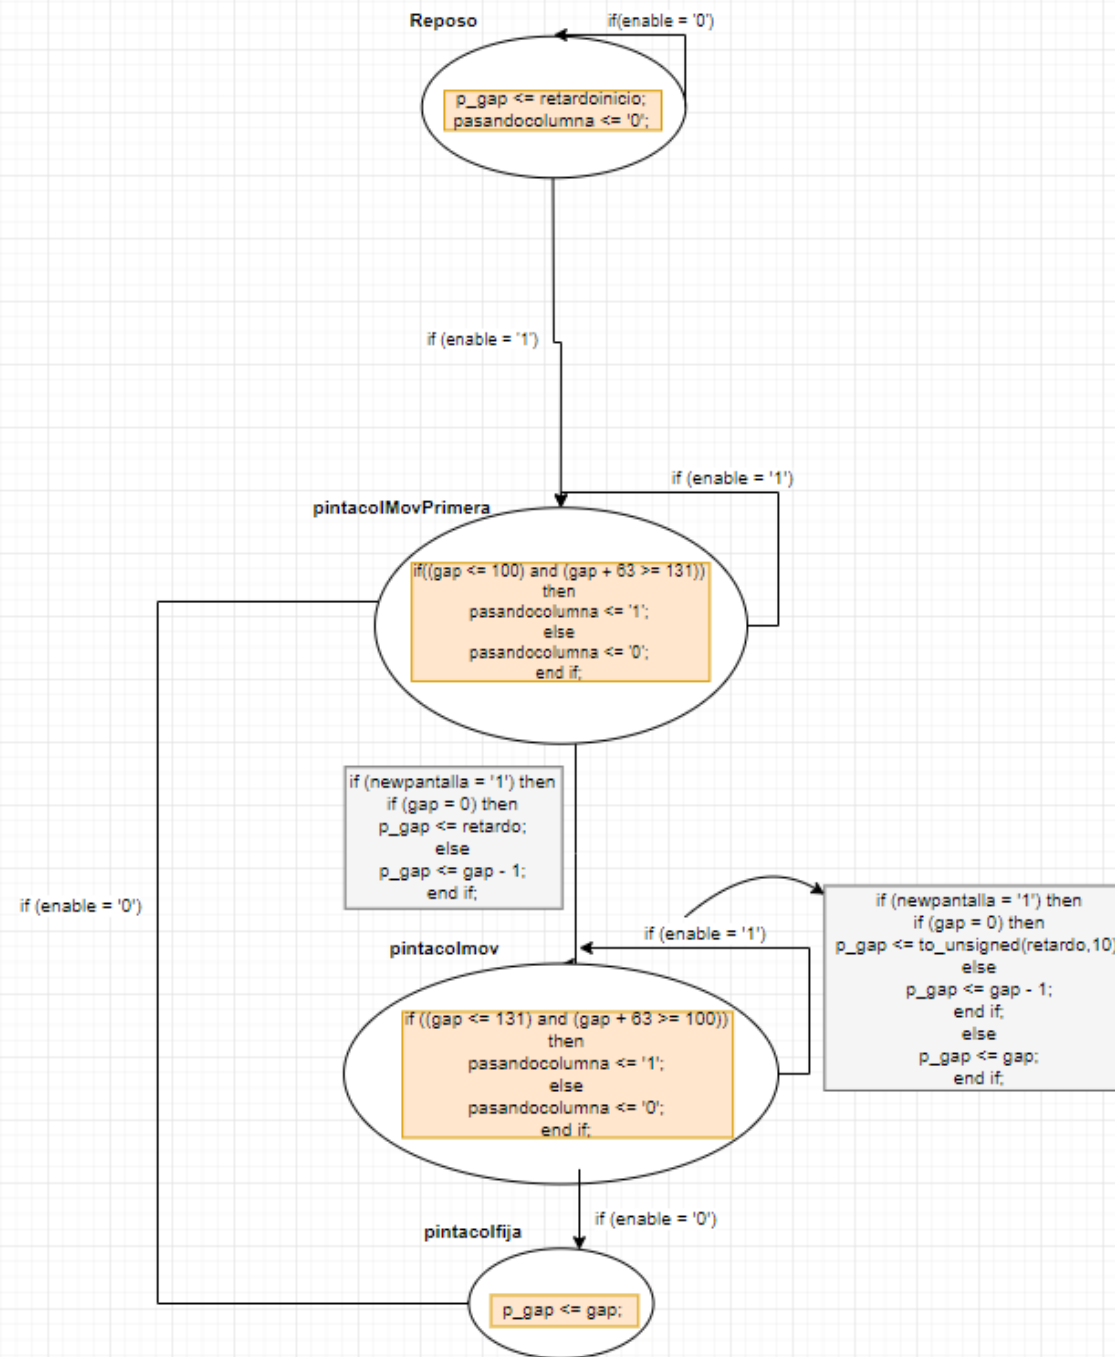 Reposo
if(enable = '0')
p_gap <= retardoinicio;
pasandocolumna <= '0';
if (enable = '1')
if (enable = '1')
pintacolMovPrimera
if((gap <= 100) and (gap + 63 >= 131))
then
pasandocolumna <= '1';
else
pasandocolumna <= '0';
end if;
if (newpantalla = '1') then
if (gap = 0) then
p_gap <= retardo;
else
p_gap <= gap - 1;
end if;
if (enable = '0')
if (newpantalla = '1') then
if (gap = 0) then
p_gap <= to_unsigned(retardo,10)
else
p_gap <= gap - 1;
end if;
else
p_gap <= gap;
end if;
if (enable = '1')
pintacolmov
if ((gap <= 131) and (gap + 63 >= 100))
then
pasandocolumna <= '1';
else
pasandocolumna <= '0';
end if;
if (enable = '0')
pintacolfija
p_gap <= gap;